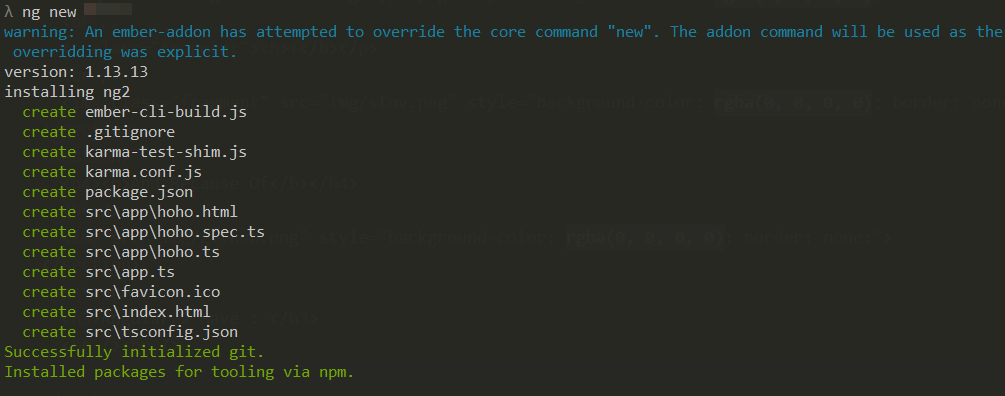 λ ng new
warning: An ember-addon has attempted to override the core command "new". The addon command will be used as the
overridding was explicit.
version: 1.13.13
installing ng2
create ember-cli-build.js
create .gitignore
create karma-test-shim.js
create karma.conf.js
create package.json
create src\app\hoho.html
create src\app\hoho.spec.ts
create src\app\hoho.ts
create src\app.ts
create src\favicon.ico
create src\index.html
create src\tsconfig.json
Successfully initialized git.
Installed packages for tooling via npm.